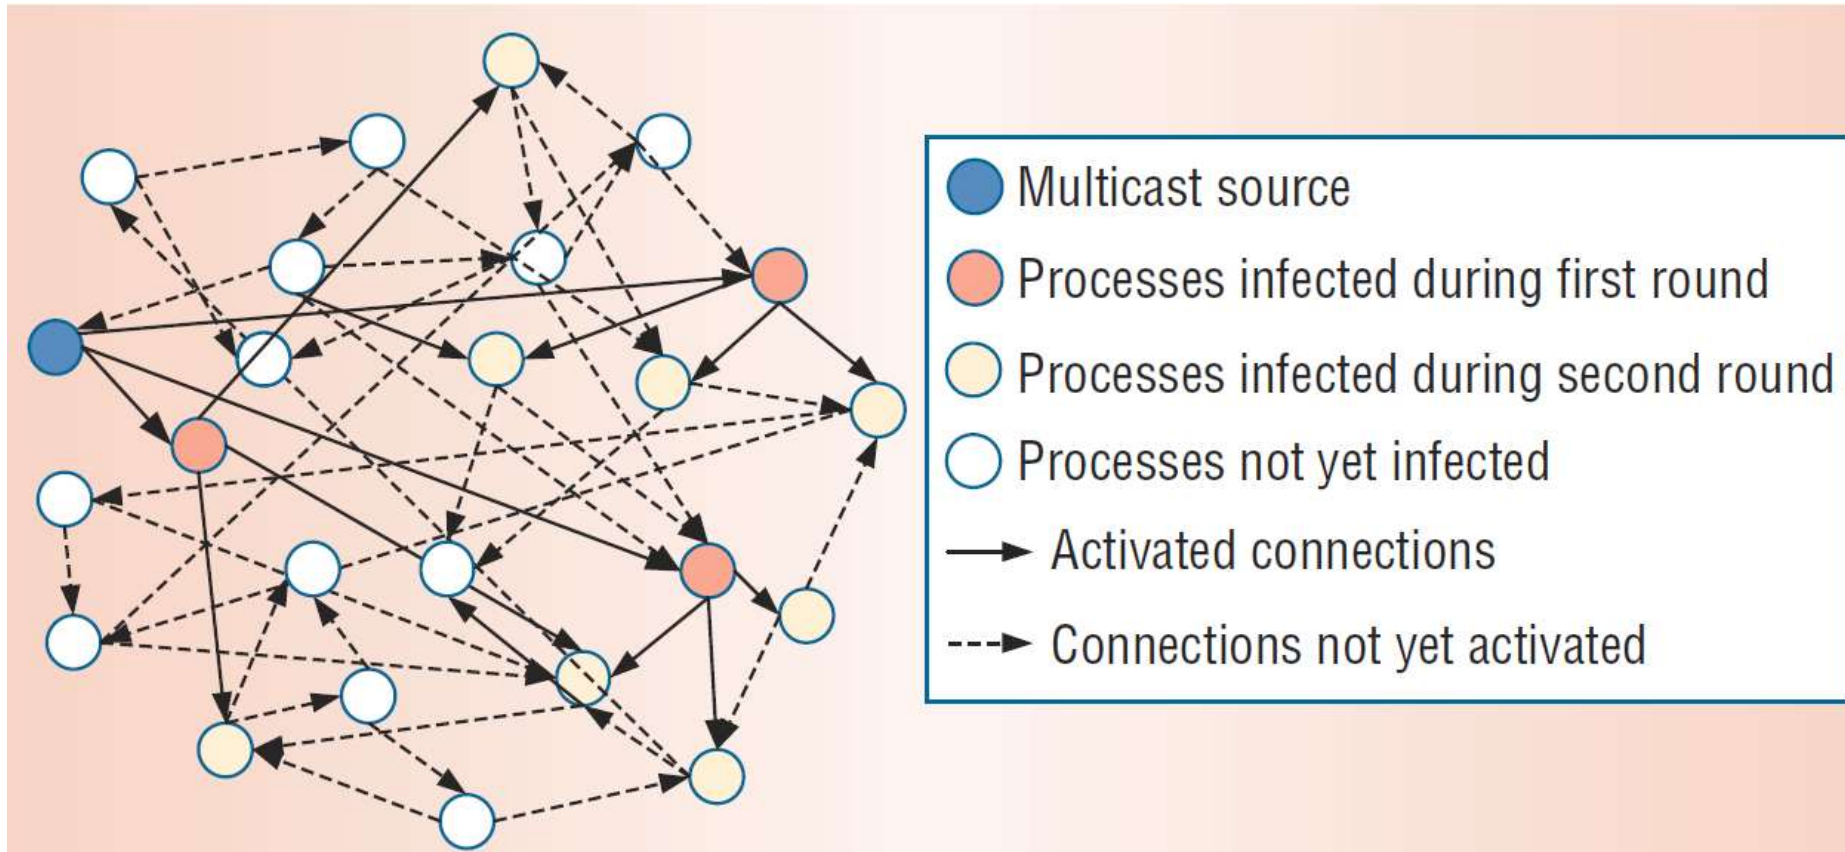 Multicast source
Processes infected during first round
Processes infected during second round
Processes not yet infected
Activated connections
Connections not yet activated